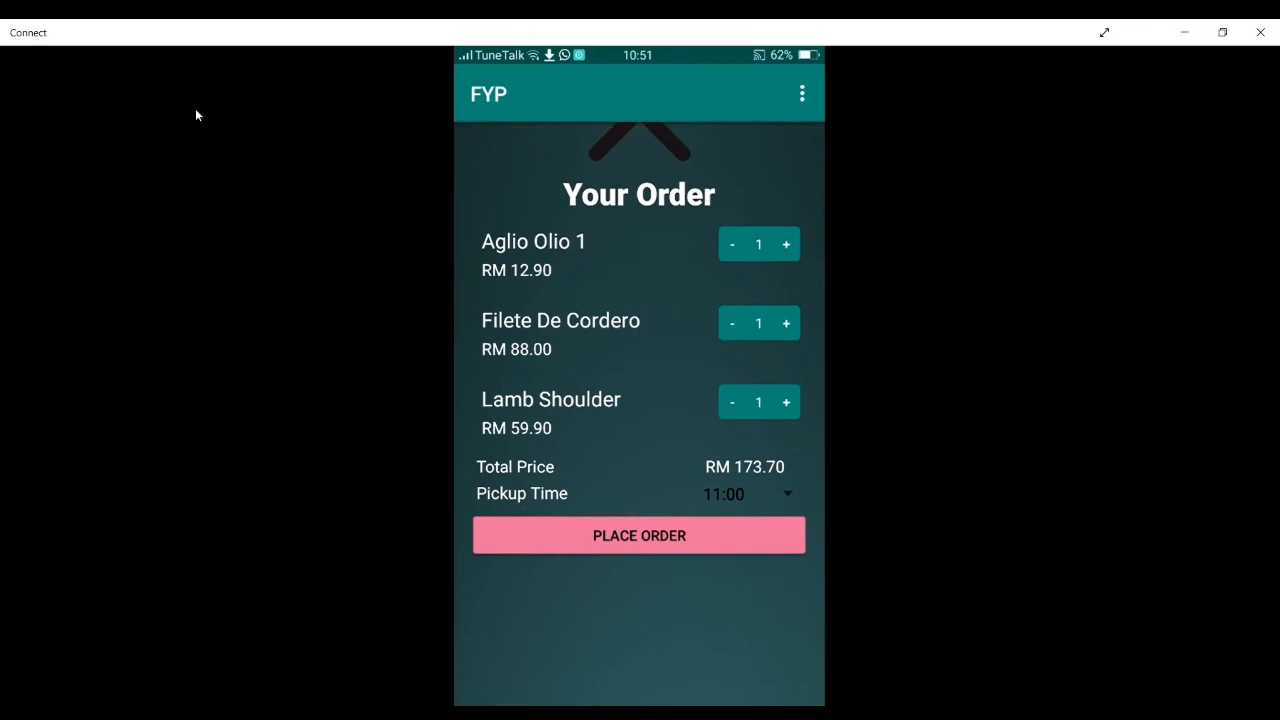 Connect
TuneTalk 10:51 62%
FYP
Your Order
Aglio Olio 1
- 1 +
RM 12.90
Filete De Cordero
- 1 +
RM 88.00
Lamb Shoulder
- 1 +
RM 59.90
Total Price RM 173.70
Pickup Time 11:00
PLACE ORDER